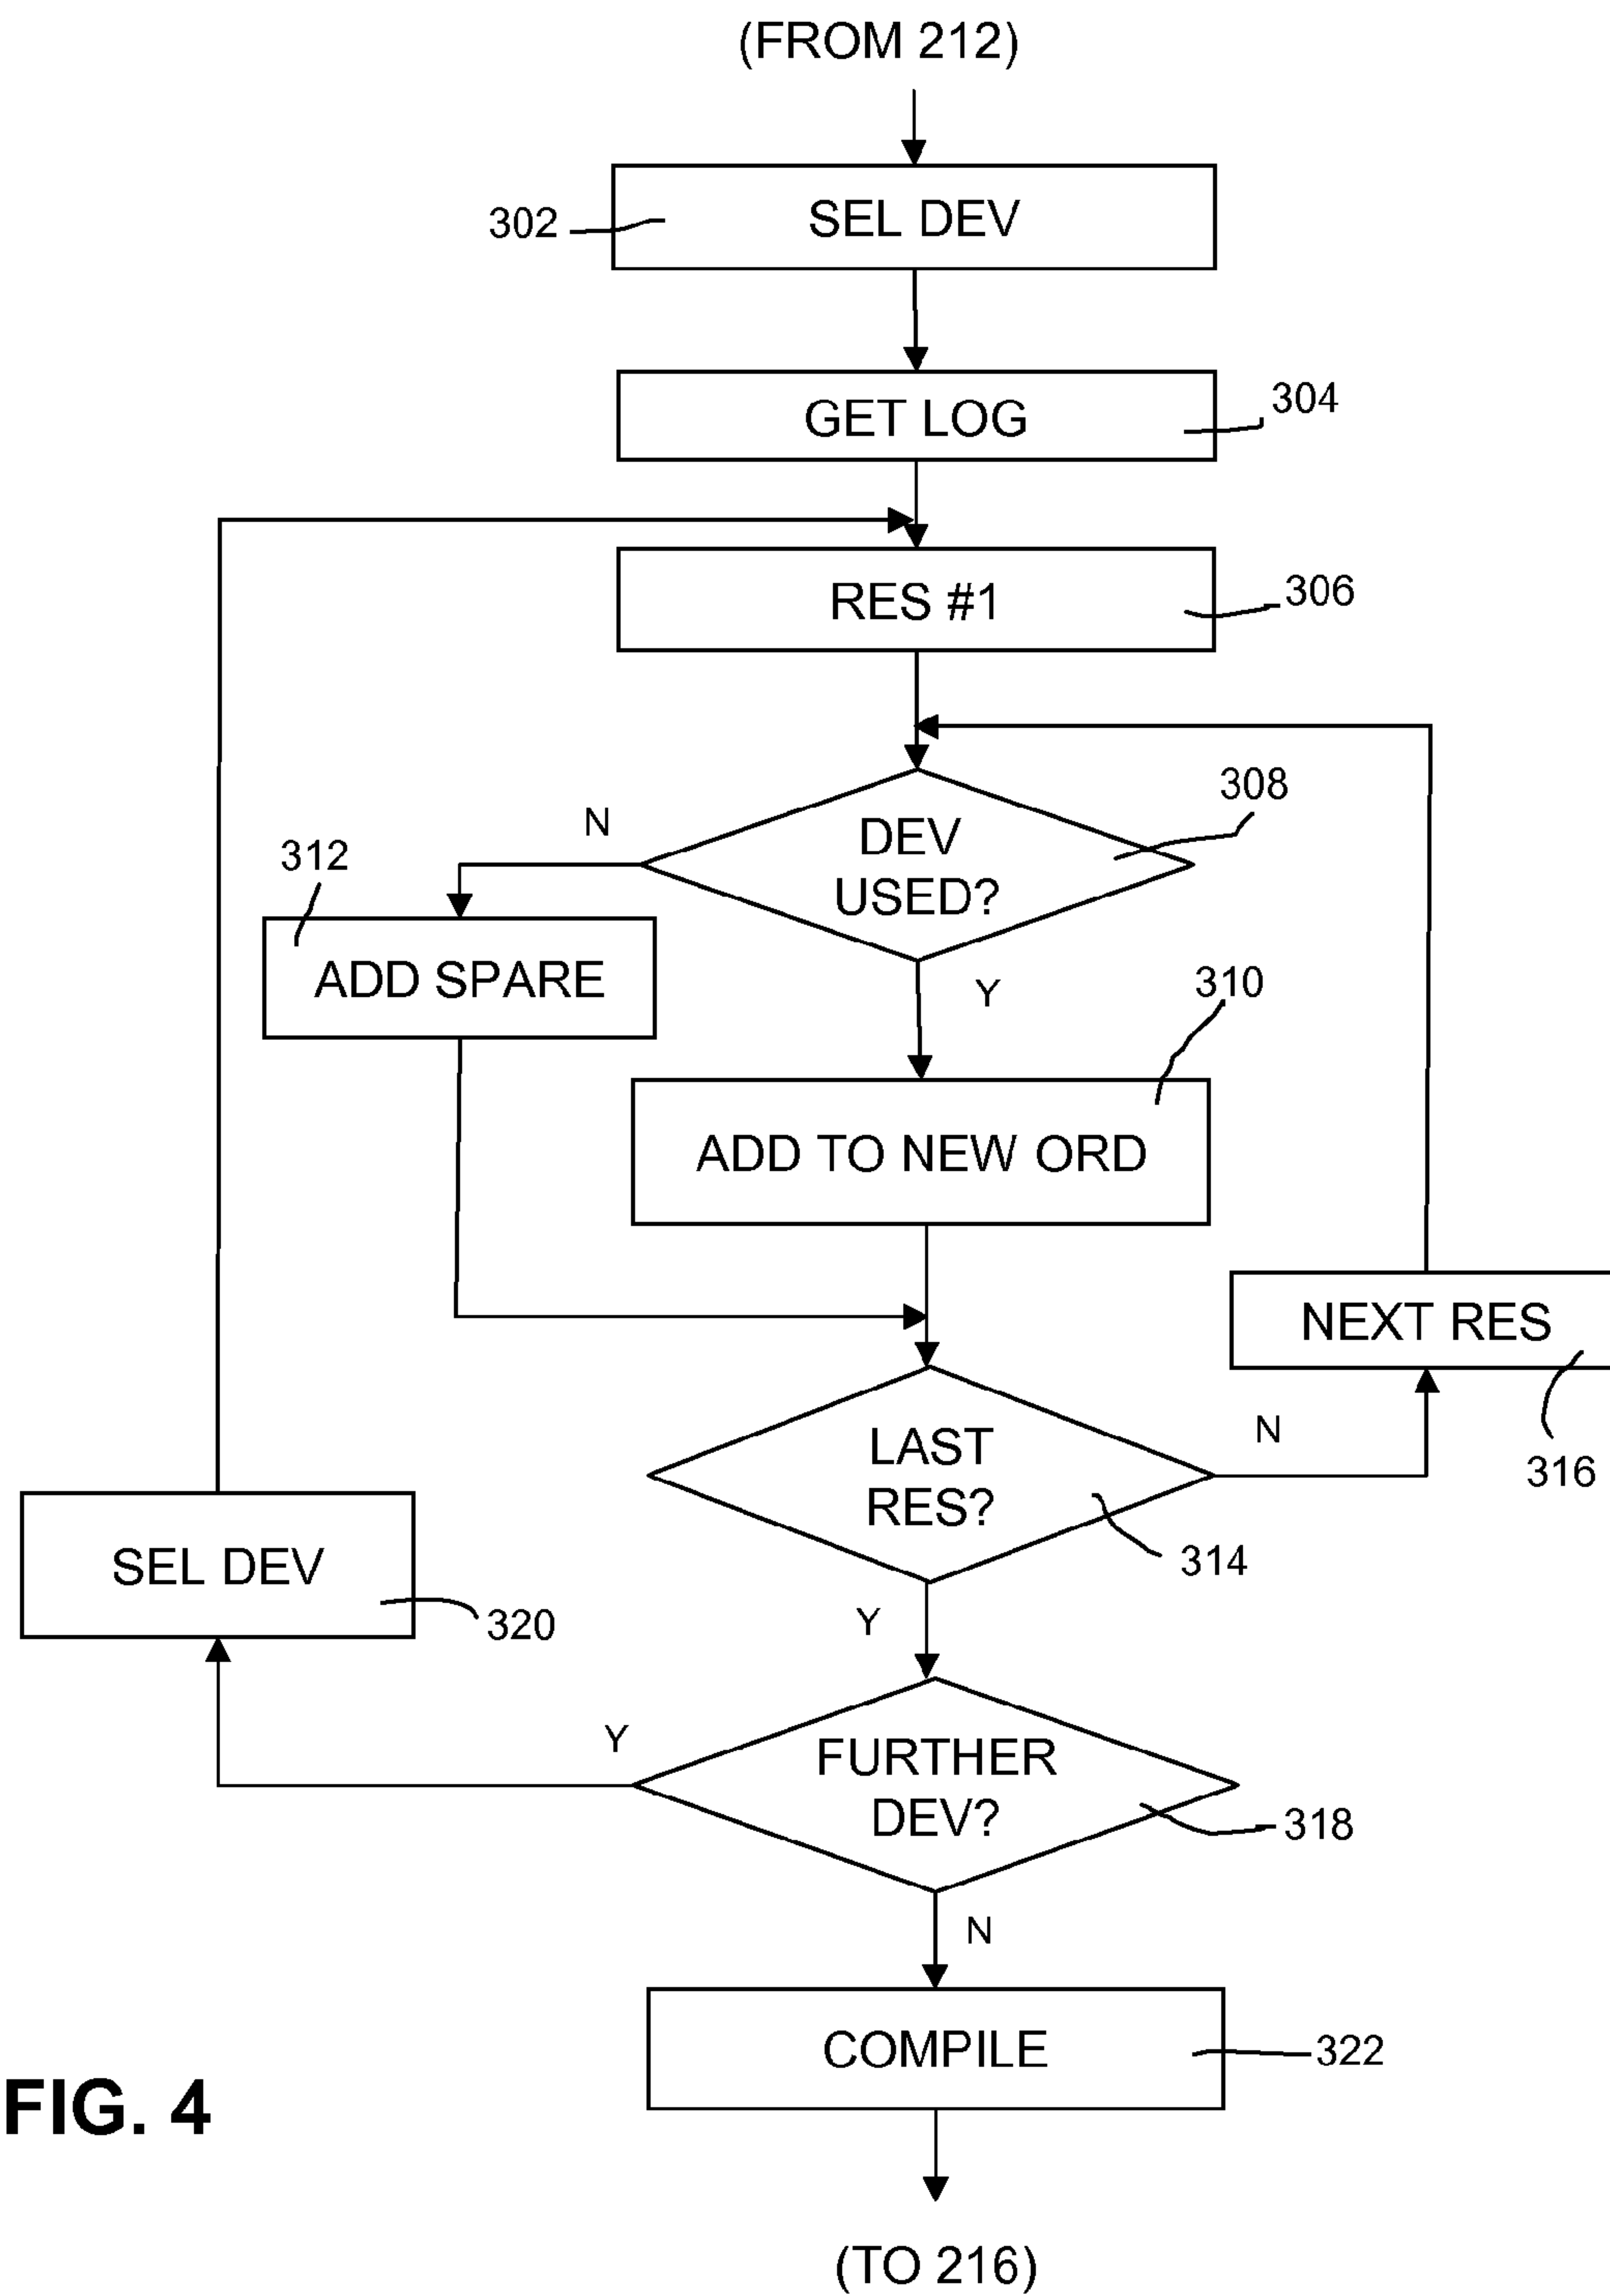 (FROM 212)
302
SEL DEV
GET LOG
304
RES #1
306
308
N
DEV
USED?
312
ADD SPARE
Y
310
ADD TO NEW ORD
NEXT RES
316
N
LAST
RES?
314
SEL DEV
320
Y
Y
FURTHER
DEV?
318
N
COMPILE
322
FIG. 4
(TO 216)